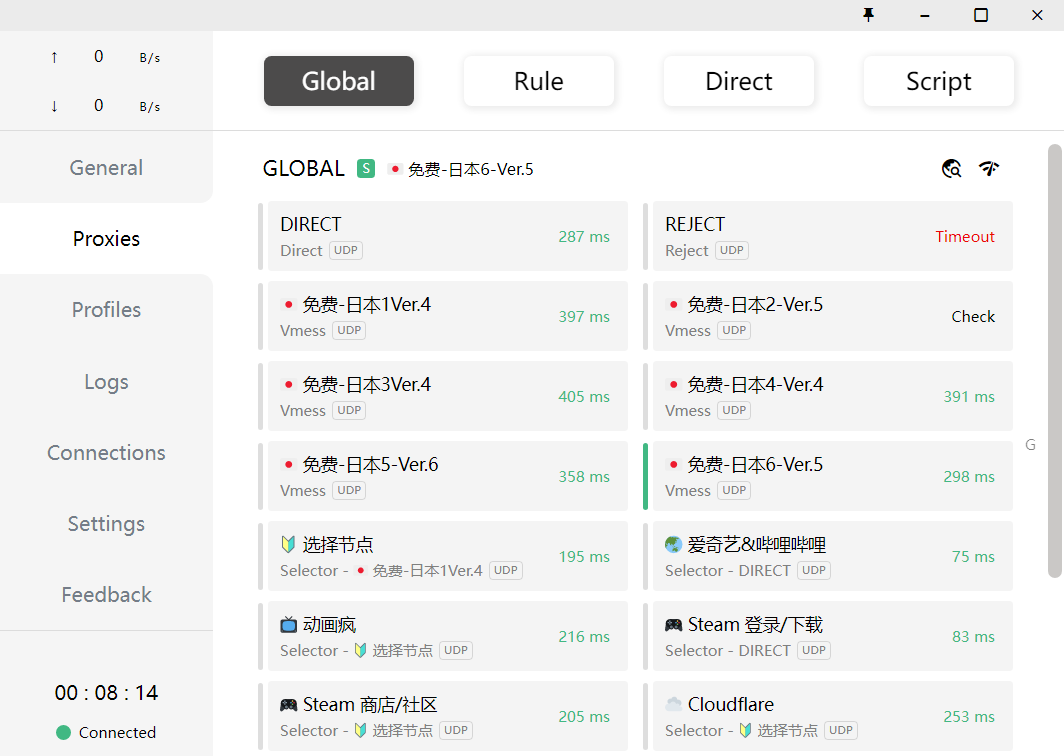 ↑ 0 B/s
↓ 0 B/s
General
Proxies
Profiles
Logs
Connections
Settings
Feedback
00 : 08 : 14
Connected
Global
Rule
Direct
Script
GLOBAL S 免费-日本6-Ver.5
DIRECT
Direct UDP
287 ms
REJECT
Reject UDP
Timeout
免费-日本1Ver.4
Vmess UDP
397 ms
免费-日本2-Ver.5
Vmess UDP
Check
免费-日本3Ver.4
Vmess UDP
405 ms
免费-日本4-Ver.4
Vmess UDP
391 ms
免费-日本5-Ver.6
Vmess UDP
358 ms
免费-日本6-Ver.5
Vmess UDP
298 ms
选择节点
Selector - 免费-日本1Ver.4 UDP
195 ms
爱奇艺&哔哩哔哩
Selector - DIRECT UDP
75 ms
动画疯
Selector - 选择节点 UDP
216 ms
Steam 登录/下载
Selector - DIRECT UDP
83 ms
Steam 商店/社区
Selector - 选择节点 UDP
205 ms
Cloudflare
Selector - 选择节点 UDP
253 ms
G